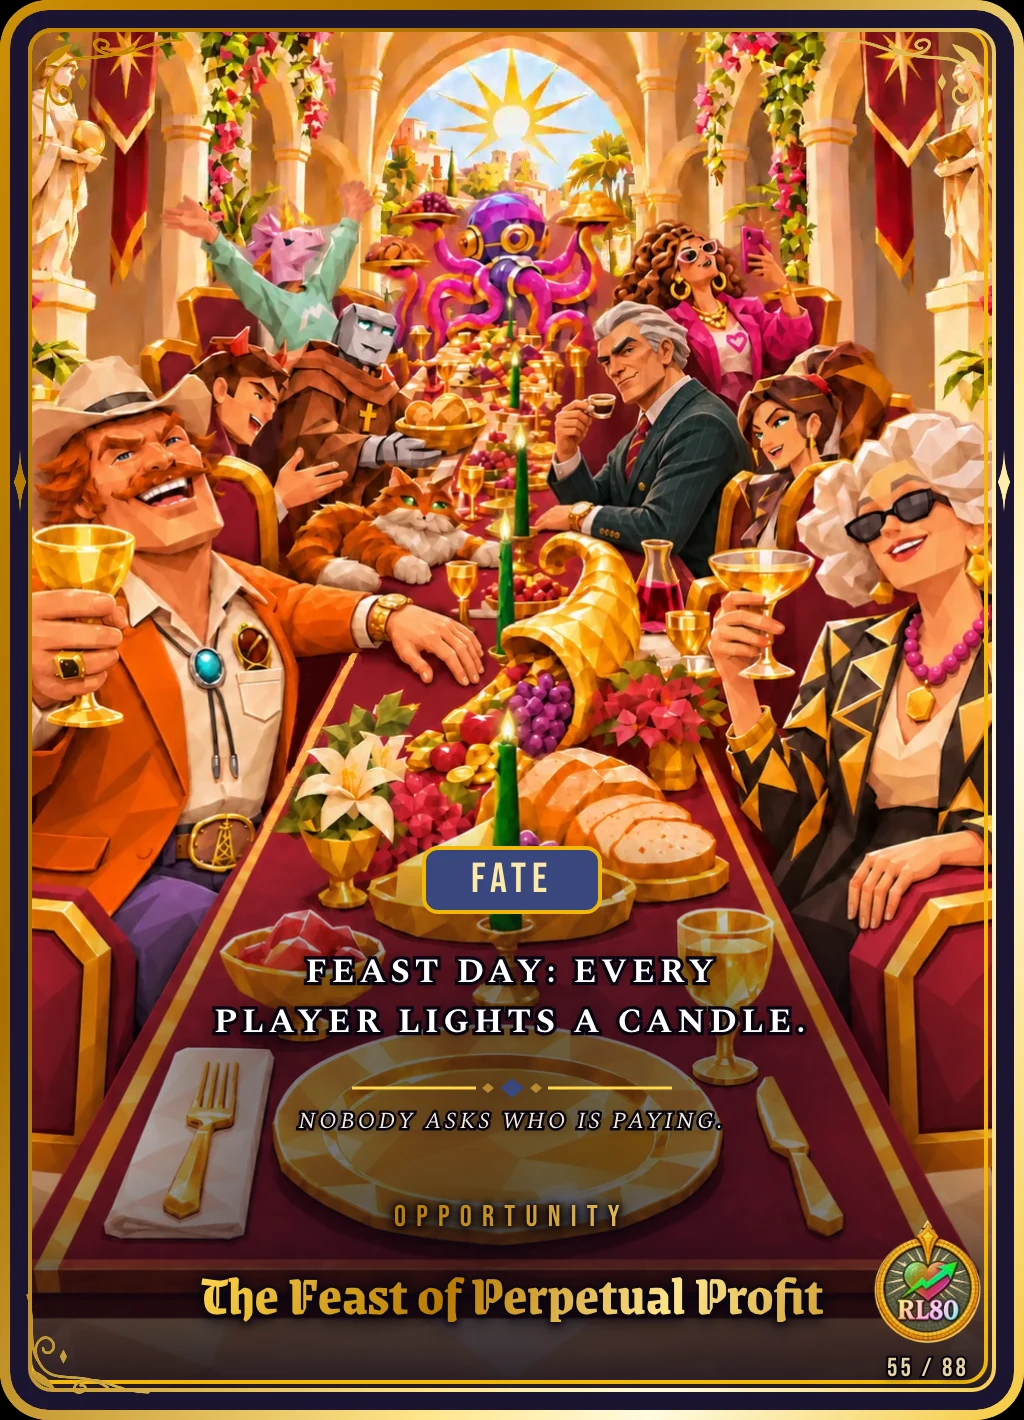 FATE
FEAST DAY: EVERY
PLAYER LIGHTS A CANDLE.
NOBODY ASKS WHO IS PAYING.
OPPORTUNITY
The Feast of Perpetual Profit
RL80
55 / 88